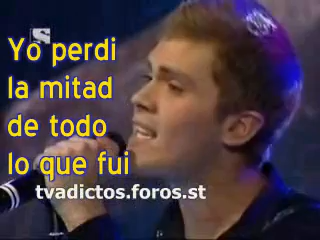 Yo perdi
la mitad
de todo
lo que fui
tvadictos.foros.st